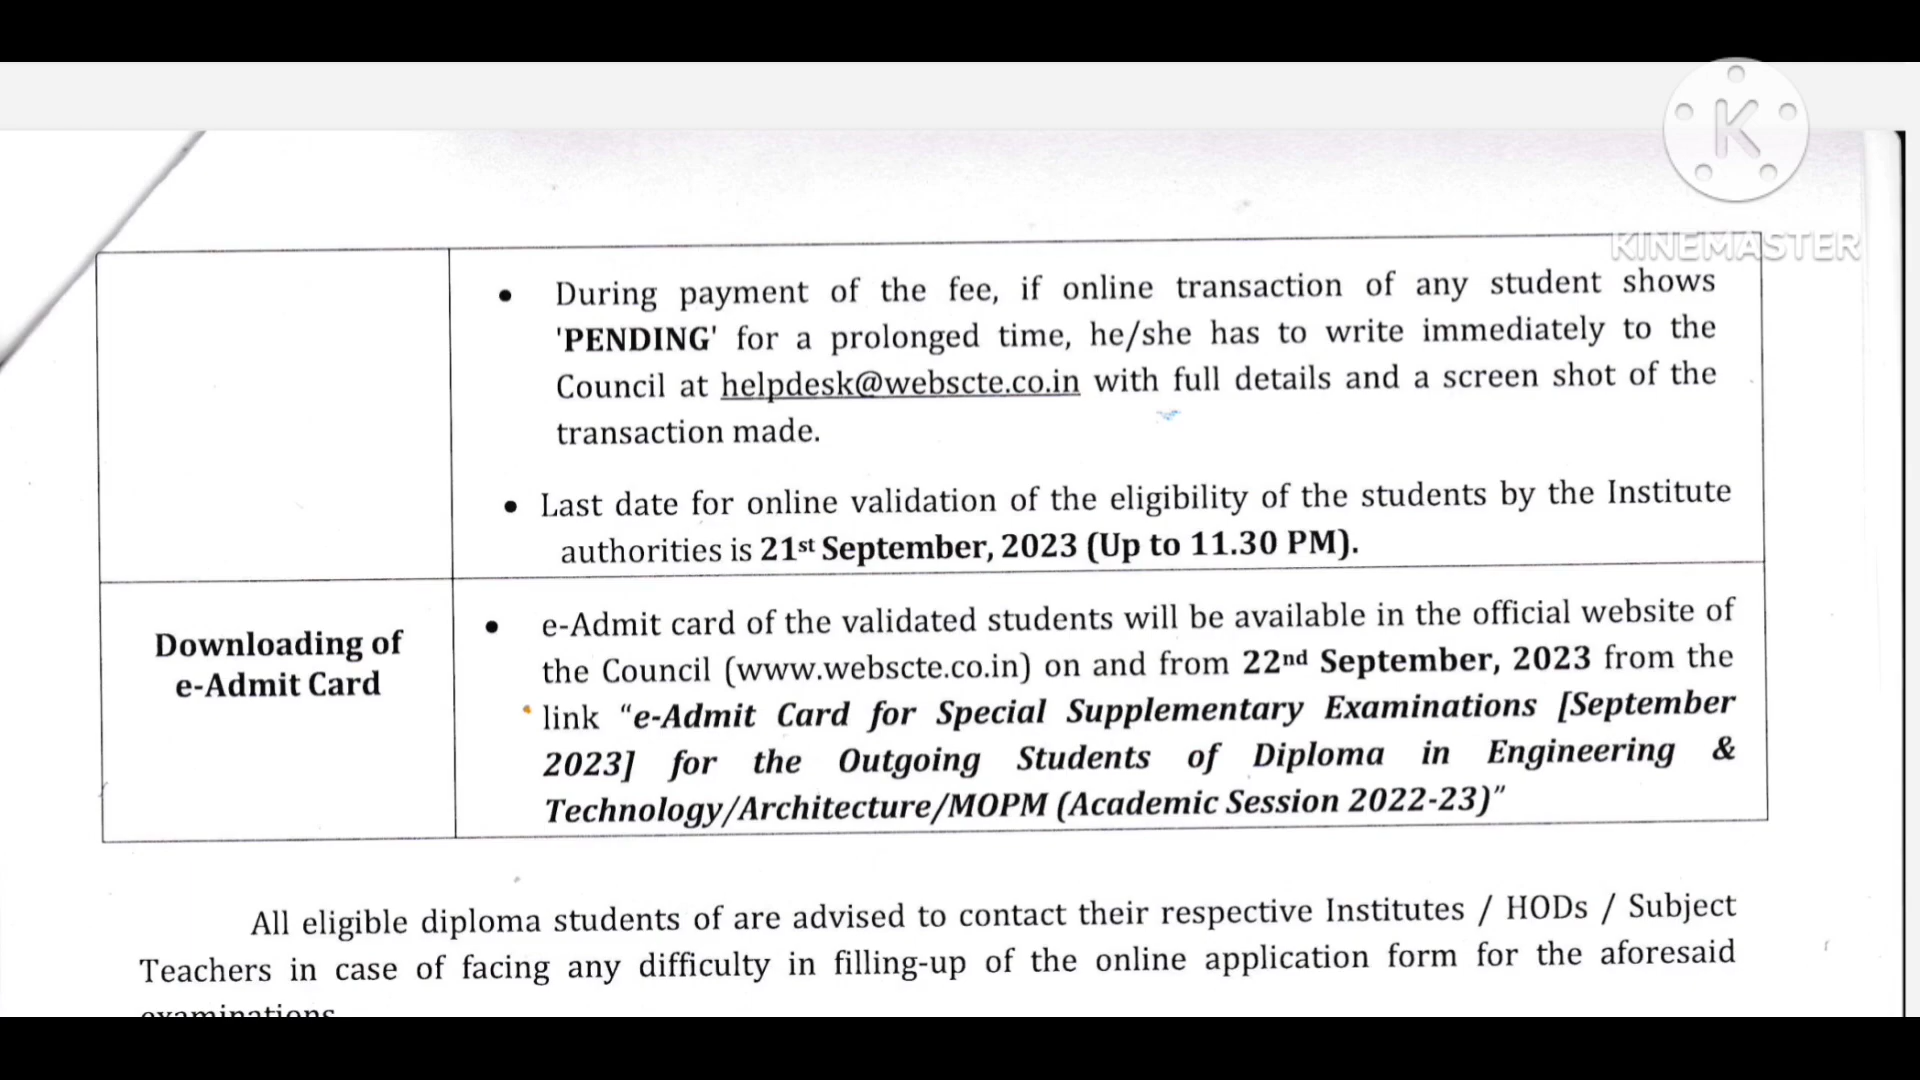 K
KINEMASTER
• During payment of the fee, if online transaction of any student shows
'PENDING' for a prolonged time, he/she has to write immediately to the
Council at helpdesk@webscte.co.in with full details and a screen shot of the
transaction made.
• Last date for online validation of the eligibility of the students by the Institute
authorities is 21st September, 2023 (Up to 11.30 PM).
Downloading of
e-Admit Card
• e-Admit card of the validated students will be available in the official website of
the Council (www.webscte.co.in) on and from 22nd September, 2023 from the
link “e-Admit Card for Special Supplementary Examinations [September
2023] for the Outgoing Students of Diploma in Engineering &
Technology/Architecture/MOPM (Academic Session 2022-23)”
All eligible diploma students of are advised to contact their respective Institutes / HODs / Subject
Teachers in case of facing any difficulty in filling-up of the online application form for the aforesaid
examinations.